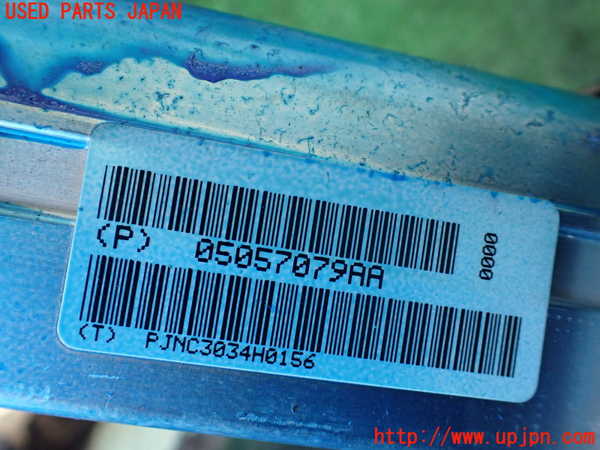 USED PARTS JAPAN
(P) 05057079AA
0000
(T) PJNC3034H0156
http://www.upjpn.com/